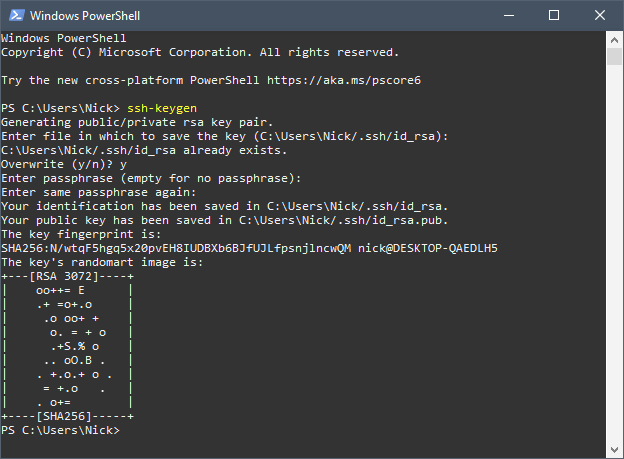 Windows PowerShell
Windows PowerShell
Copyright (C) Microsoft Corporation. All rights reserved.
Try the new cross-platform PowerShell https://aka.ms/pscore6
PS C:\Users\Nick> ssh-keygen
Generating public/private rsa key pair.
Enter file in which to save the key (C:\Users\Nick/.ssh/id_rsa):
C:\Users\Nick/.ssh/id_rsa already exists.
Overwrite (y/n)? y
Enter passphrase (empty for no passphrase):
Enter same passphrase again:
Your identification has been saved in C:\Users\Nick/.ssh/id_rsa.
Your public key has been saved in C:\Users\Nick/.ssh/id_rsa.pub.
The key fingerprint is:
SHA256:N/wtqF5hgq5x20pvEH8IUDBXb6BJfUJLfpsnjlncwQM nick@DESKTOP-QAEDLH5
The key's randomart image is:
+---[RSA 3072]----+
|    oo++= E      |
|    .+ =o+.o     |
|     .o oo+ +    |
|      o. = + o   |
|      .+S.% o    |
|     .. oO.B .   |
|    . +.o.+ o .  |
|     = +.o   .   |
|    . o+=        |
+----[SHA256]-----+
PS C:\Users\Nick>